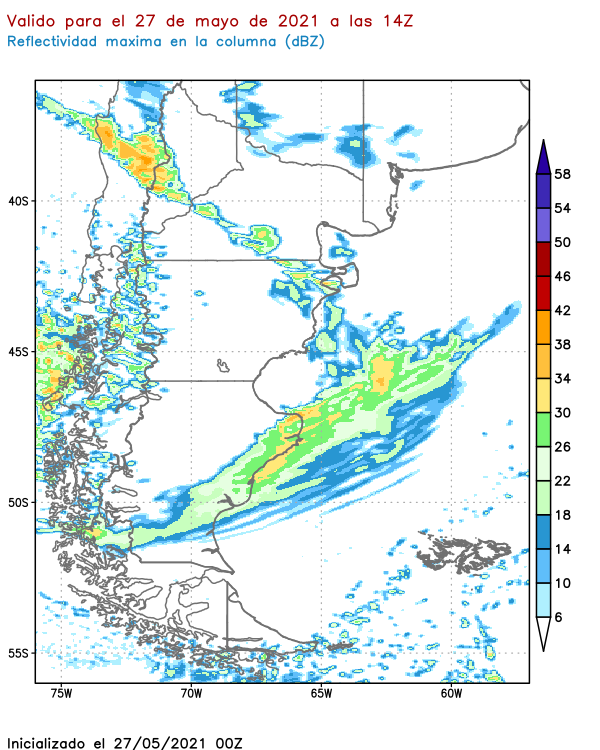 Valido para el 27 de mayo de 2021 a las 14Z
Reflectividad maxima en la columna (dBZ)
58
54
50
46
42
38
34
30
26
22
18
14
10
6
40S
45S
50S
55S
75W
70W
65W
60W
Inicializado el 27/05/2021 00Z